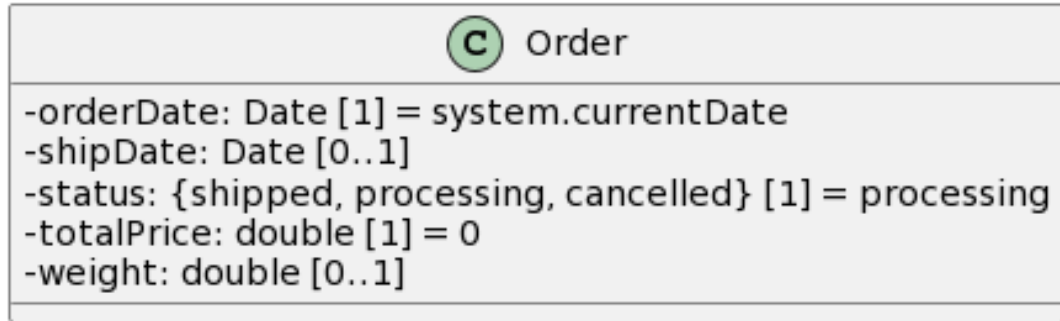 C Order
-orderDate: Date [1] = system.currentDate
-shipDate: Date [0..1]
-status: {shipped, processing, cancelled} [1] = processing
-totalPrice: double [1] = 0
-weight: double [0..1]